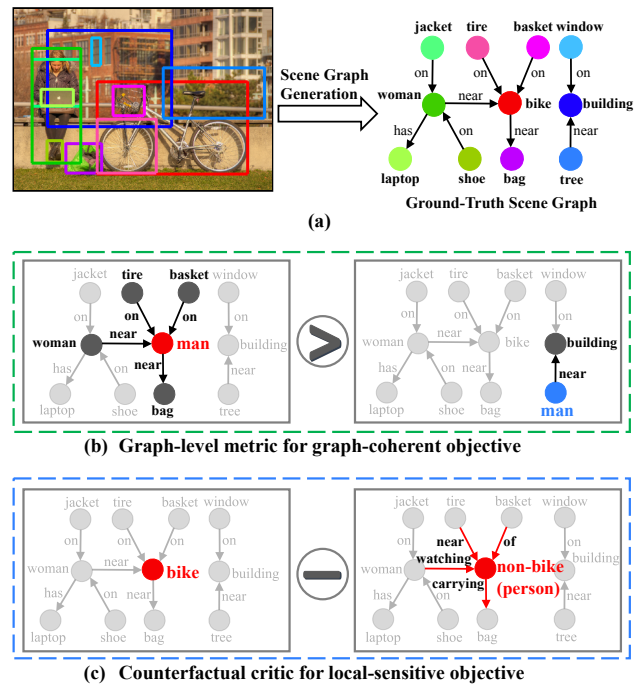 jacket tire basket window
Scene Graph
Generation
on on on on
woman near bike building
has on near near
laptop shoe bag tree
Ground-Truth Scene Graph
(a)
jacket tire basket window
on on on on
woman near man building
has on near near
laptop shoe bag tree
>
jacket tire basket window
on on on on
woman near bike building
has on near near
laptop shoe bag man
(b) Graph-level metric for graph-coherent objective
jacket tire basket window
on on on on
woman near bike building
has on near near
laptop shoe bag tree
−
jacket tire basket window
on near of on
woman watching non-bike building
(person)
has on carrying near
laptop shoe bag tree
(c) Counterfactual critic for local-sensitive objective